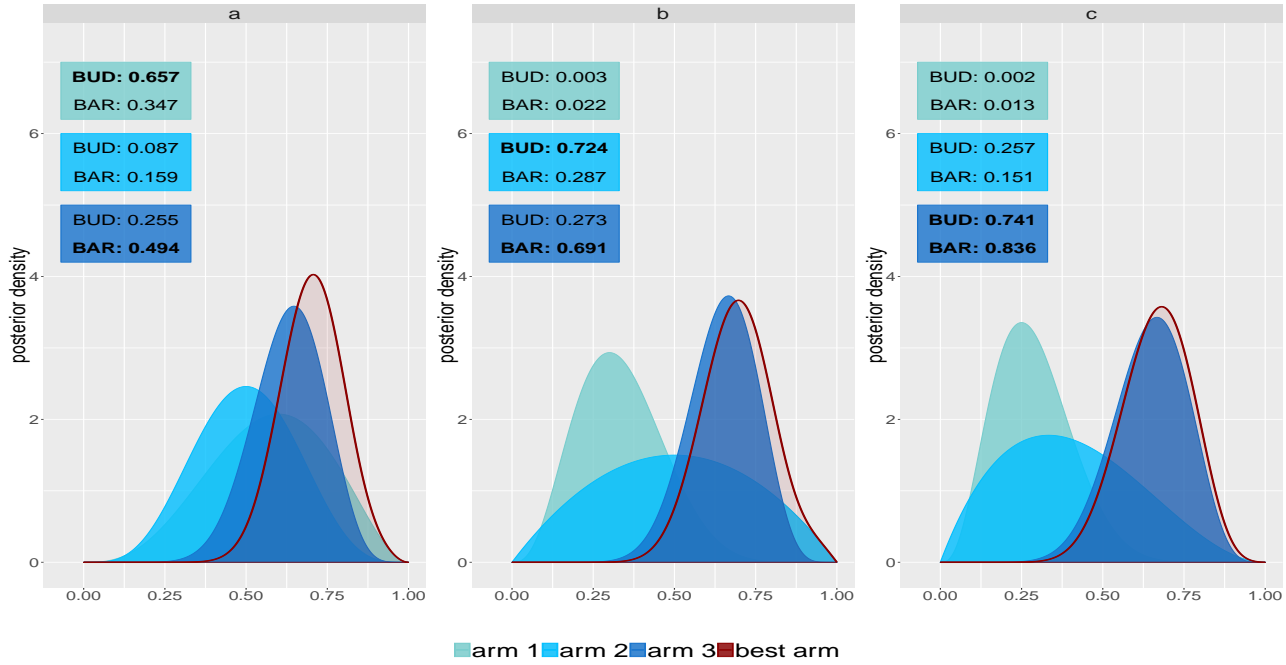 a
b
c
BUD: 0.657
BAR: 0.347
BUD: 0.087
BAR: 0.159
BUD: 0.255
BAR: 0.494
BUD: 0.003
BAR: 0.022
BUD: 0.724
BAR: 0.287
BUD: 0.273
BAR: 0.691
BUD: 0.002
BAR: 0.013
BUD: 0.257
BAR: 0.151
BUD: 0.741
BAR: 0.836
posterior density
6
4
2
0
0.00 0.25 0.50 0.75 1.00
posterior density
6
4
2
0
0.00 0.25 0.50 0.75 1.00
posterior density
6
4
2
0
0.00 0.25 0.50 0.75 1.00
arm 1 arm 2 arm 3 best arm